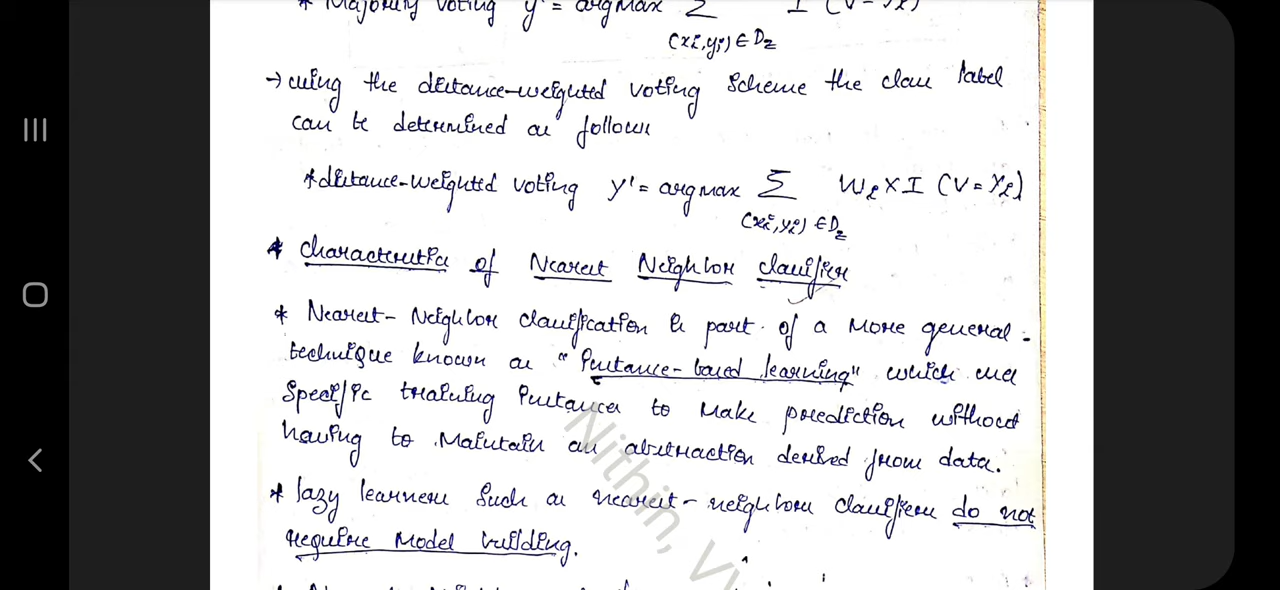 * Majority voting y' = argmax Σ I (V = yi)
(xi, yi) ∈ Dz
→ using the distance-weighted voting scheme the class label
can be determined as follows
* distance-weighted voting y' = argmax Σ wi × I (V = yi)
(xi, yi) ∈ Dz
* Characteristics of Nearest Neighbor classifier
* Nearest-Neighbor classification is part of a more general
technique known as "Instance-based learning" which uses
specific training instances to make prediction without
having to maintain an abstraction derived from data.
* lazy learners such as nearest-neighbors classifiers do not
require model building.
Nithin, Vv